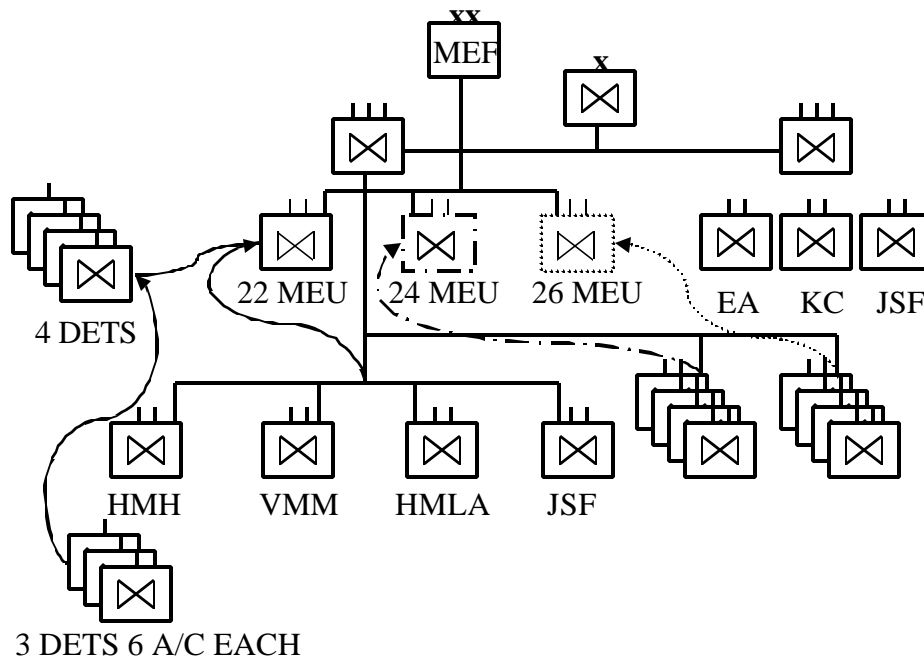 xx
MEF
x
22 MEU
24 MEU
26 MEU
EA
KC
JSF
4 DETS
HMH
VMM
HMLA
JSF
3 DETS 6 A/C EACH